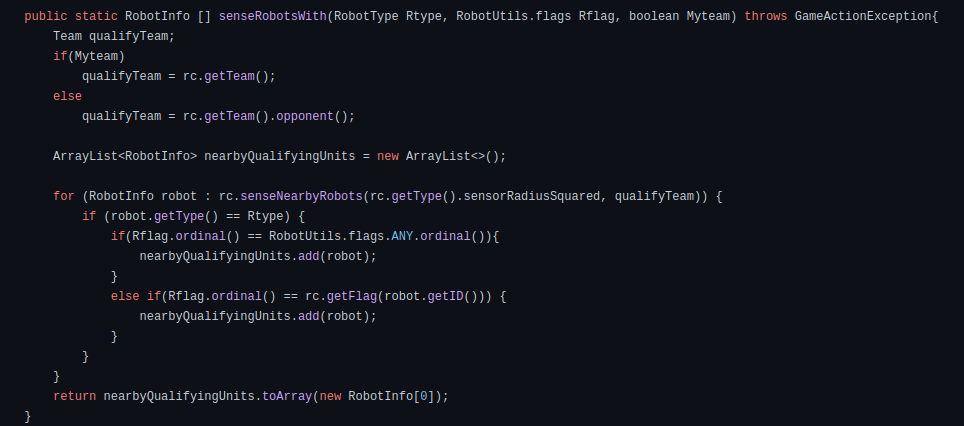 public static RobotInfo [] senseRobotsWith(RobotType Rtype, RobotUtils.flags Rflag, boolean Myteam) throws GameActionException{
    Team qualifyTeam;
    if(Myteam)
        qualifyTeam = rc.getTeam();
    else
        qualifyTeam = rc.getTeam().opponent();

    ArrayList<RobotInfo> nearbyQualifyingUnits = new ArrayList<>();

    for (RobotInfo robot : rc.senseNearbyRobots(rc.getType().sensorRadiusSquared, qualifyTeam)) {
        if (robot.getType() == Rtype) {
            if(Rflag.ordinal() == RobotUtils.flags.ANY.ordinal()){
                nearbyQualifyingUnits.add(robot);
            }
            else if(Rflag.ordinal() == rc.getFlag(robot.getID())) {
                nearbyQualifyingUnits.add(robot);
            }
        }
    }
    return nearbyQualifyingUnits.toArray(new RobotInfo[0]);
}